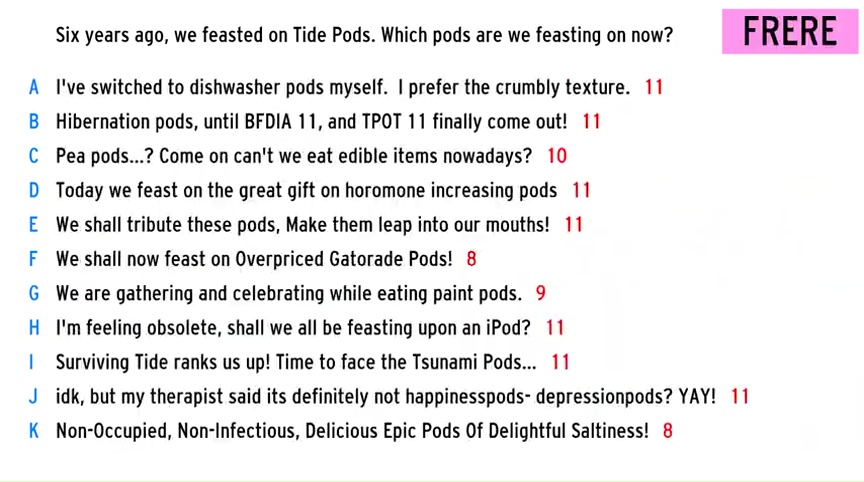 Six years ago, we feasted on Tide Pods. Which pods are we feasting on now?
FRERE
A I've switched to dishwasher pods myself. I prefer the crumbly texture. 11
B Hibernation pods, until BFDIA 11, and TPOT 11 finally come out! 11
C Pea pods...? Come on can't we eat edible items nowadays? 10
D Today we feast on the great gift on horomone increasing pods 11
E We shall tribute these pods, Make them leap into our mouths! 11
F We shall now feast on Overpriced Gatorade Pods! 8
G We are gathering and celebrating while eating paint pods. 9
H I'm feeling obsolete, shall we all be feasting upon an iPod? 11
I Surviving Tide ranks us up! Time to face the Tsunami Pods... 11
J idk, but my therapist said its definitely not happinesspods- depressionpods? YAY! 11
K Non-Occupied, Non-Infectious, Delicious Epic Pods Of Delightful Saltiness! 8